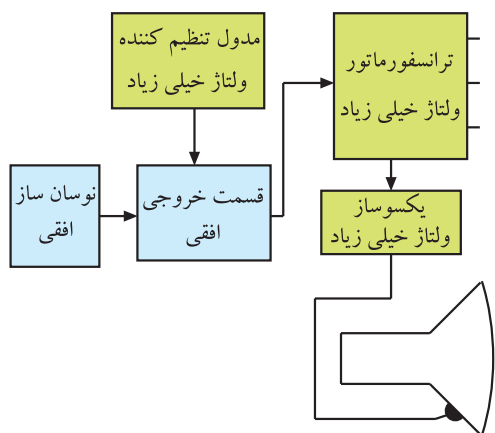 مدول تنظیم کننده
ولتاژ خیلی زیاد
ترانسفورماتور
ولتاژ خیلی زیاد
نوسان ساز
افقی
قسمت خروجی
افقی
یکسوساز
ولتاژ خیلی زیاد